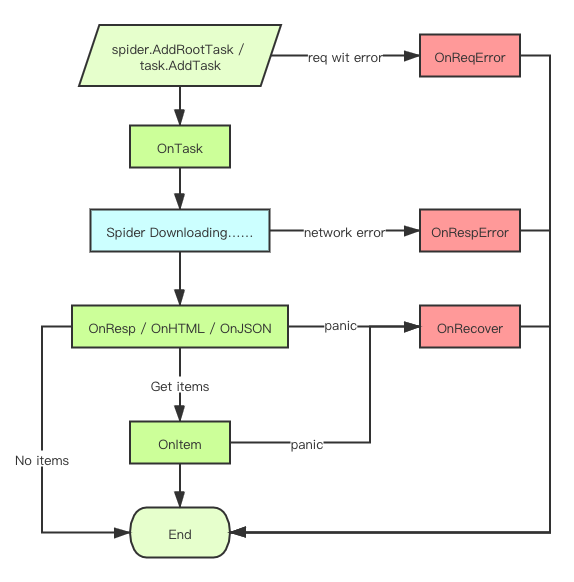 spider.AddRootTask /
task.AddTask
req wit error
OnReqError
OnTask
Spider Downloading......
network error
OnRespError
OnResp / OnHTML / OnJSON
panic
OnRecover
Get items
OnItem
panic
No items
End